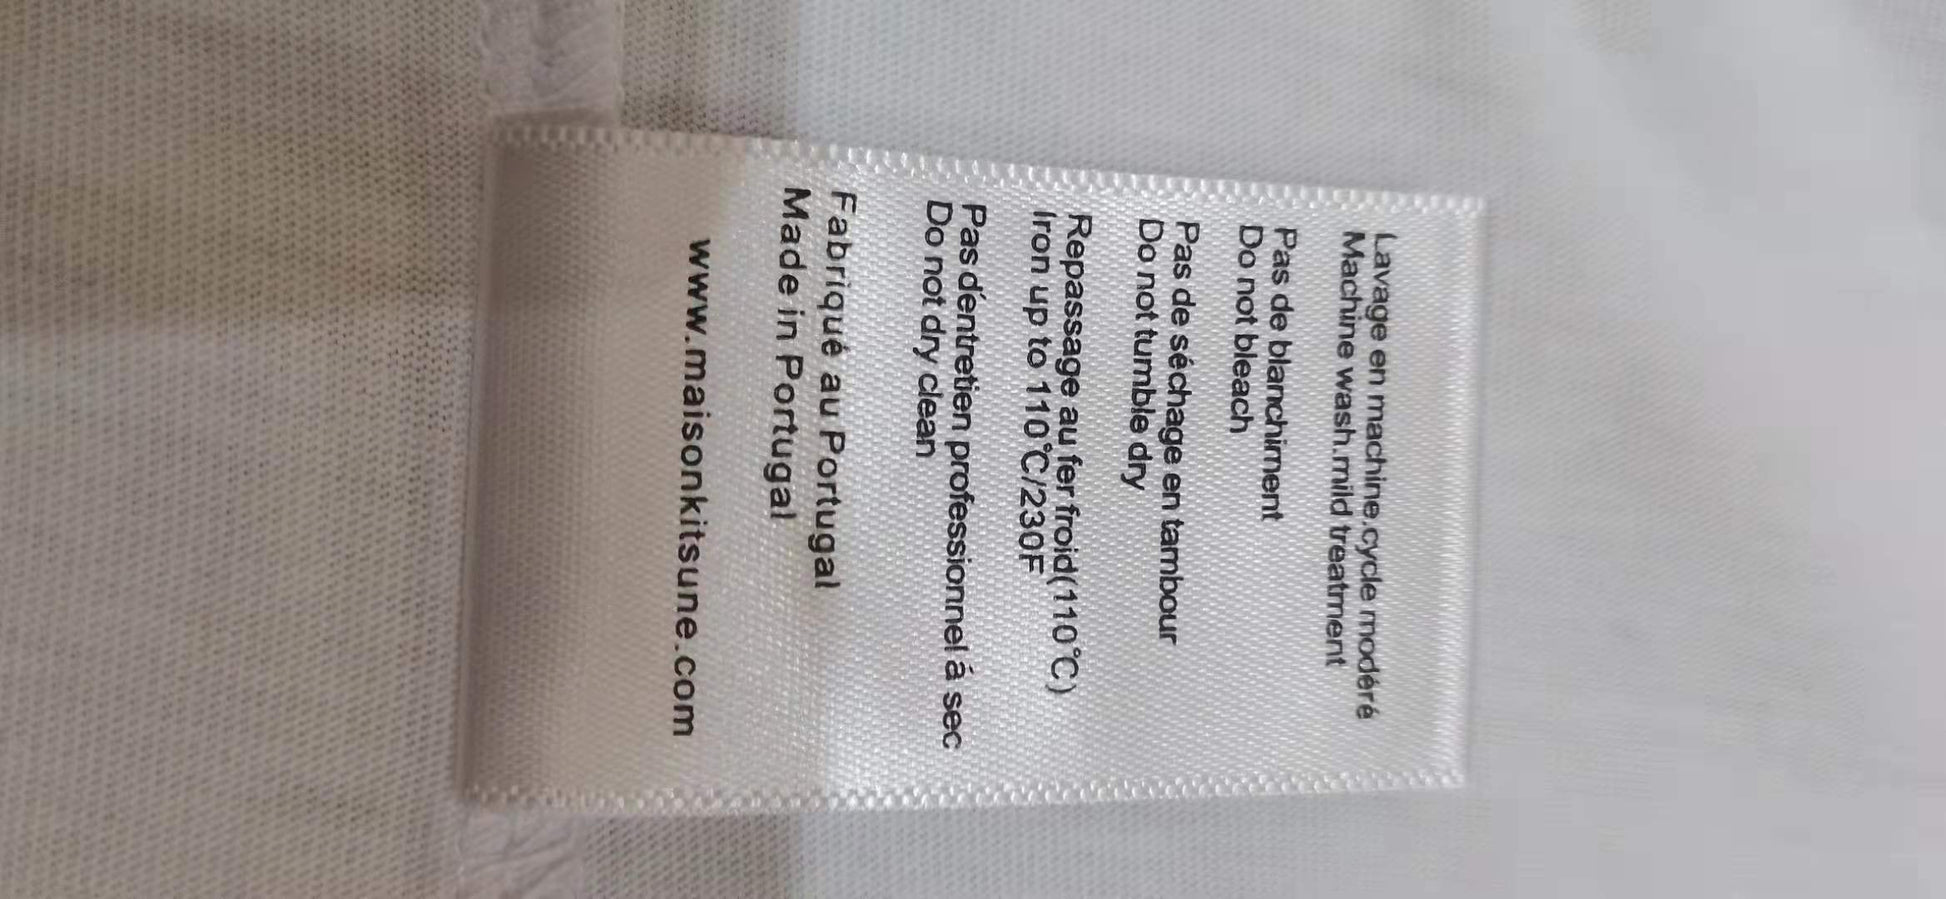 Lavage en machine.cycle modéré
Machine wash.mild treatment
Pas de blanchiment
Do not bleach
Pas de séchage en tambour
Do not tumble dry
Repassage au fer froid(110°C)
Iron up to 110°C/230F
Pas d'entretien professionnel á sec
Do not dry clean
Fabriqué au Portugal
Made in Portugal
www.maisonkitsune.com